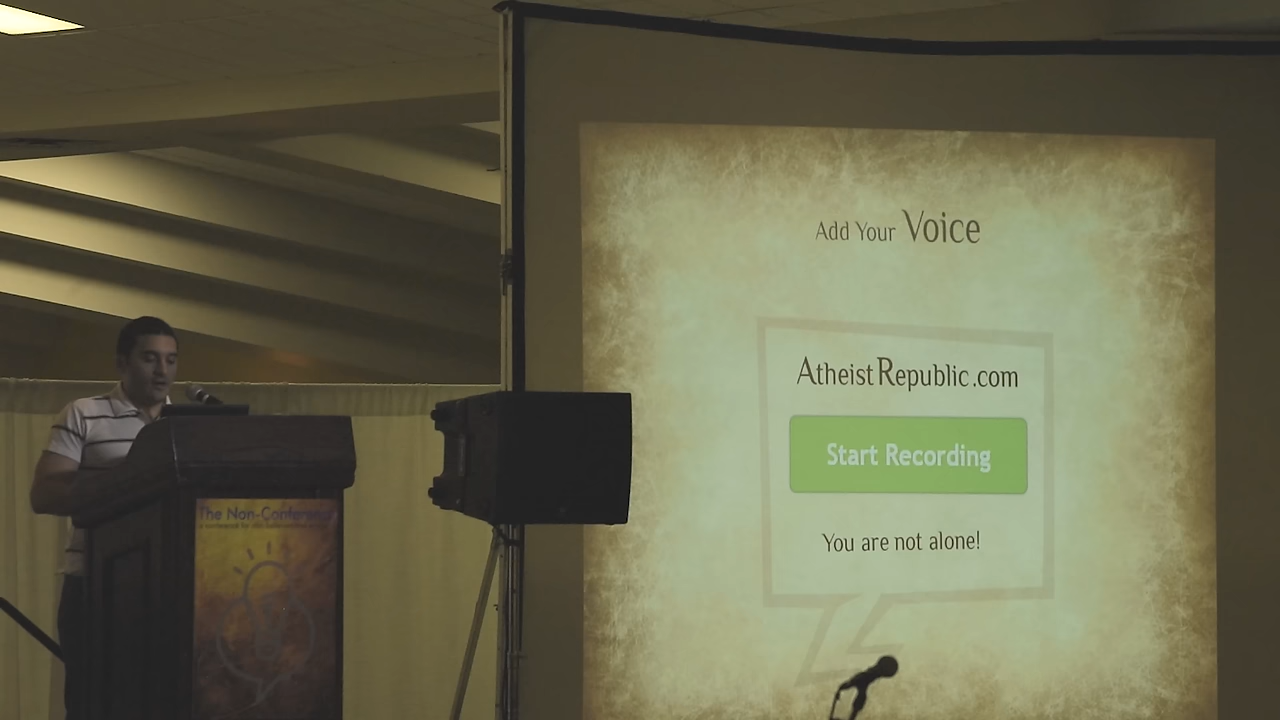 Add Your Voice
AtheistRepublic.com
Start Recording
You are not alone!
The Non-Conference